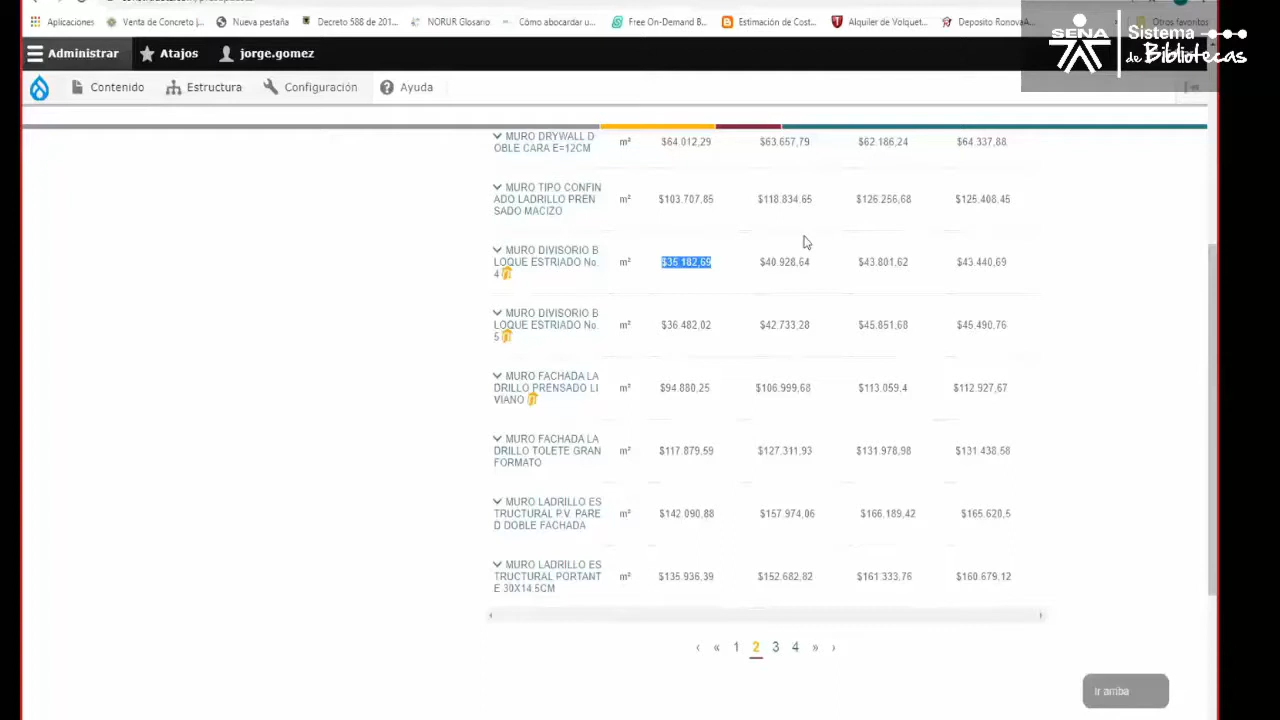 Aplicaciones Venta de Concreto |... Nueva pestaña Decreto 588 de 201... NORUR Glosario Cómo abocardar u... Free On-Demand B... Estimación de Cost... Alquiler de Volquet... Deposito RenovA... Otros favoritos
SENA Sistema de Bibliotecas
Administrar Atajos jorge.gomez
Contenido Estructura Configuración Ayuda
MURO DRYWALL D
OBLE CARA E=12CM m² $64.012,29 $63.657,79 $62.186,24 $64.337,88
MURO TIPO CONFIN
ADO LADRILLO PREN m² $103.707,85 $118.834,65 $126.256,68 $125.408,45
SADO MACIZO
MURO DIVISORIO B
LOQUE ESTRIADO No. m² $35.182,69 $40.928,64 $43.801,62 $43.440,69
4
MURO DIVISORIO B
LOQUE ESTRIADO No. m² $36.482,02 $42.733,28 $45.851,68 $45.490,76
5
MURO FACHADA LA
DRILLO PRENSADO LI m² $94.880,25 $106.999,68 $113.059,4 $112.927,67
VIANO
MURO FACHADA LA
DRILLO TOLETE GRAN m² $117.879,59 $127.311,93 $131.978,98 $131.438,58
FORMATO
MURO LADRILLO ES
TRUCTURAL P.V. PARE m² $142.090,88 $157.974,06 $166.189,42 $165.620,5
D DOBLE FACHADA
MURO LADRILLO ES
TRUCTURAL PORTANT m² $135.936,39 $152.682,82 $161.333,76 $160.679,12
E 30X14.5CM
‹ « 1 2 3 4 » ›
Ir arriba